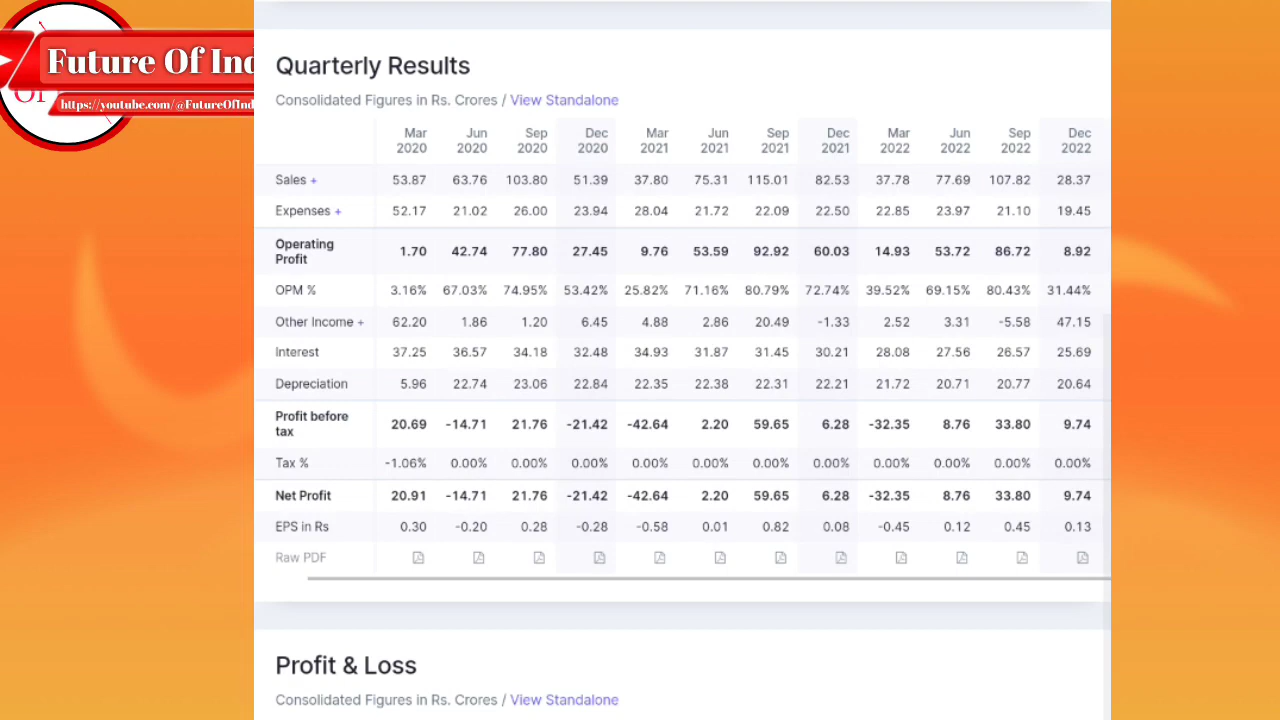 Future Of Ind
Of
https://youtube.com/@FutureOfInd
Quarterly Results
Consolidated Figures in Rs. Crores / View Standalone
Mar 2020 Jun 2020 Sep 2020 Dec 2020 Mar 2021 Jun 2021 Sep 2021 Dec 2021 Mar 2022 Jun 2022 Sep 2022 Dec 2022
Sales + 53.87 63.76 103.80 51.39 37.80 75.31 115.01 82.53 37.78 77.69 107.82 28.37
Expenses + 52.17 21.02 26.00 23.94 28.04 21.72 22.09 22.50 22.85 23.97 21.10 19.45
Operating Profit 1.70 42.74 77.80 27.45 9.76 53.59 92.92 60.03 14.93 53.72 86.72 8.92
OPM % 3.16% 67.03% 74.95% 53.42% 25.82% 71.16% 80.79% 72.74% 39.52% 69.15% 80.43% 31.44%
Other Income + 62.20 1.86 1.20 6.45 4.88 2.86 20.49 -1.33 2.52 3.31 -5.58 47.15
Interest 37.25 36.57 34.18 32.48 34.93 31.87 31.45 30.21 28.08 27.56 26.57 25.69
Depreciation 5.96 22.74 23.06 22.84 22.35 22.38 22.31 22.21 21.72 20.71 20.77 20.64
Profit before tax 20.69 -14.71 21.76 -21.42 -42.64 2.20 59.65 6.28 -32.35 8.76 33.80 9.74
Tax % -1.06% 0.00% 0.00% 0.00% 0.00% 0.00% 0.00% 0.00% 0.00% 0.00% 0.00% 0.00%
Net Profit 20.91 -14.71 21.76 -21.42 -42.64 2.20 59.65 6.28 -32.35 8.76 33.80 9.74
EPS in Rs 0.30 -0.20 0.28 -0.28 -0.58 0.01 0.82 0.08 -0.45 0.12 0.45 0.13
Raw PDF
Profit & Loss
Consolidated Figures in Rs. Crores / View Standalone